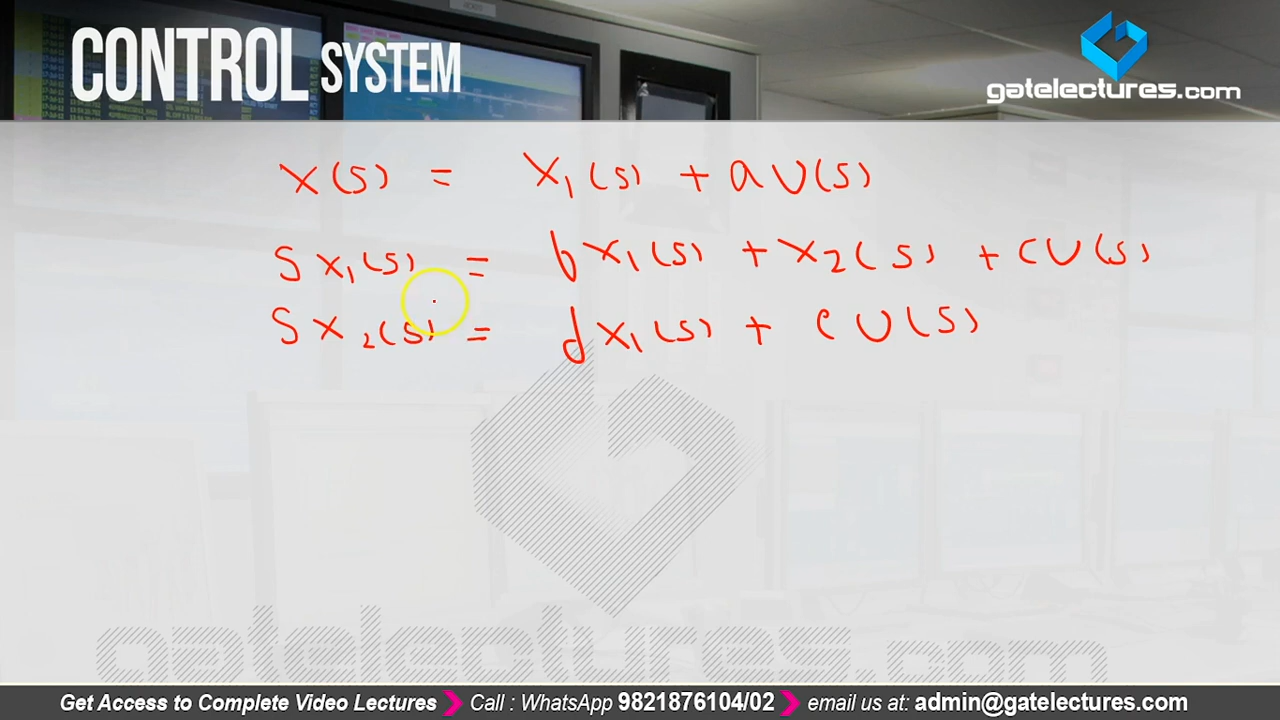 CONTROL SYSTEM
gatelectures.com
X(s) = X₁(s) + aU(s)
SX₁(s) = bX₁(s) + X₂(s) + cU(s)
SX₂(s) = dX₁(s) + eU(s)
gatelectures.com
Get Access to Complete Video Lectures Call : WhatsApp 9821876104/02 email us at: admin@gatelectures.com